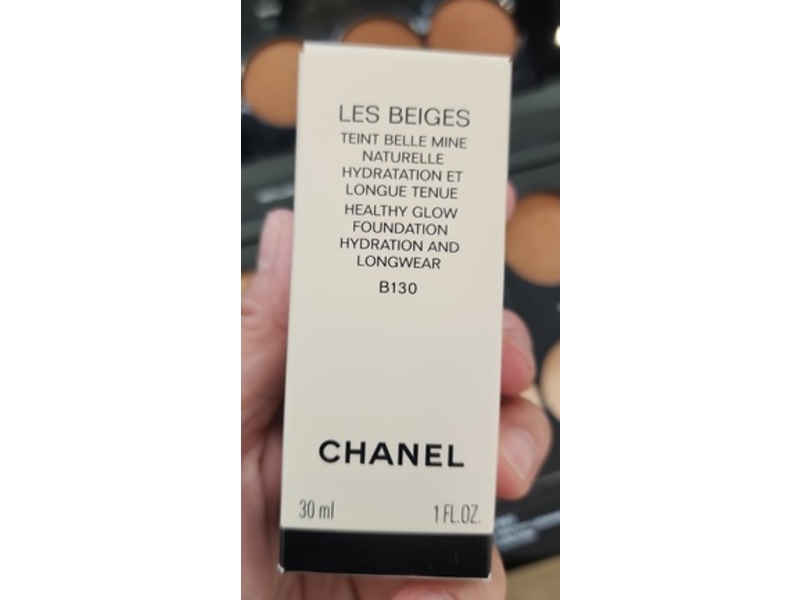 LES BEIGES
TEINT BELLE MINE
NATURELLE
HYDRATATION ET
LONGUE TENUE
HEALTHY GLOW
FOUNDATION
HYDRATION AND
LONGWEAR
B130
CHANEL
30 ml 1 FL.OZ.